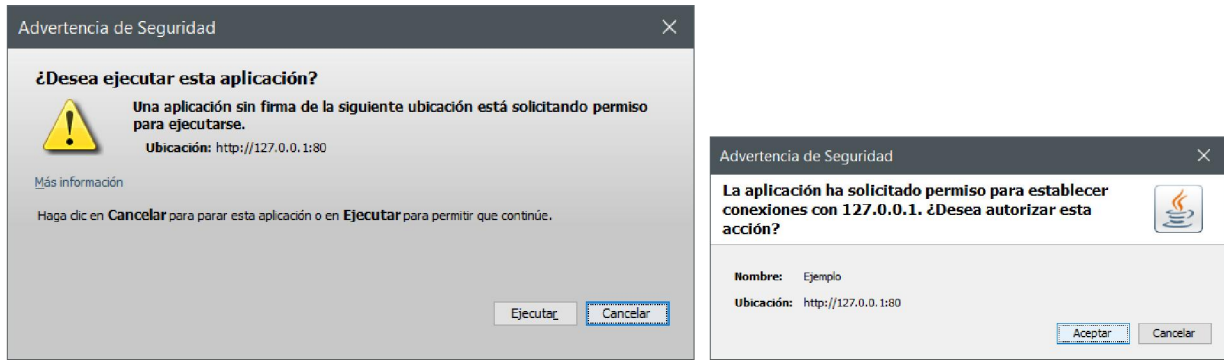 Advertencia de Seguridad
¿Desea ejecutar esta aplicación?
Una aplicación sin firma de la siguiente ubicación está solicitando permiso
para ejecutarse.
Ubicación: http://127.0.0.1:80
Más información
Haga clic en Cancelar para parar esta aplicación o en Ejecutar para permitir que continúe.
Ejecutar Cancelar
Advertencia de Seguridad
La aplicación ha solicitado permiso para establecer
conexiones con 127.0.0.1. ¿Desea autorizar esta
acción?
Nombre: Ejemplo
Ubicación: http://127.0.0.1:80
Aceptar Cancelar